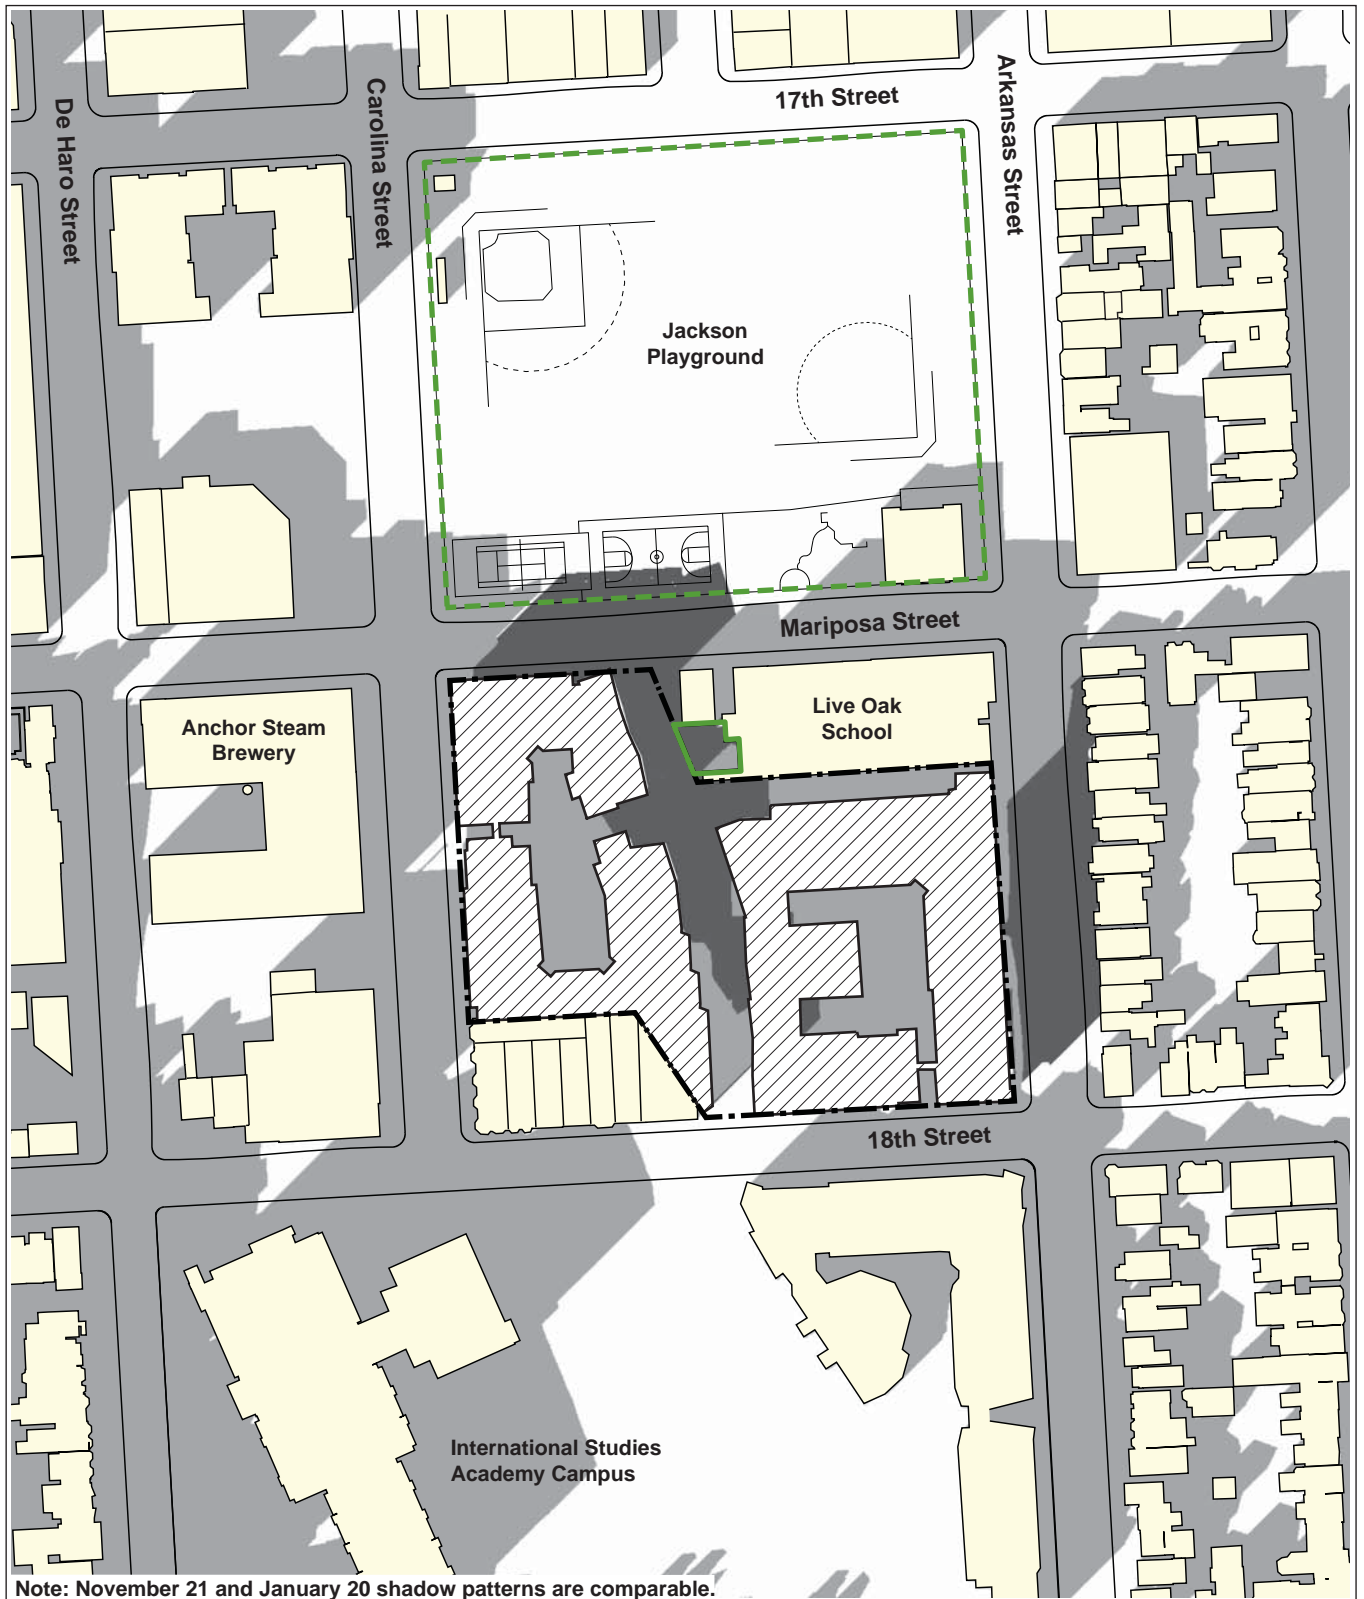 17th Street
De Haro Street
Carolina Street
Arkansas Street
Jackson
Playground
Mariposa Street
Live Oak
School
Anchor Steam
Brewery
18th Street
International Studies
Academy Campus
Note: November 21 and January 20 shadow patterns are comparable.